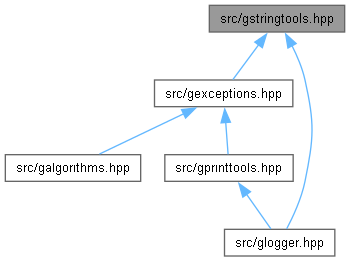 src/gstringtools.hpp
src/gexceptions.hpp
src/galgorithms.hpp
src/gprinttools.hpp
src/glogger.hpp